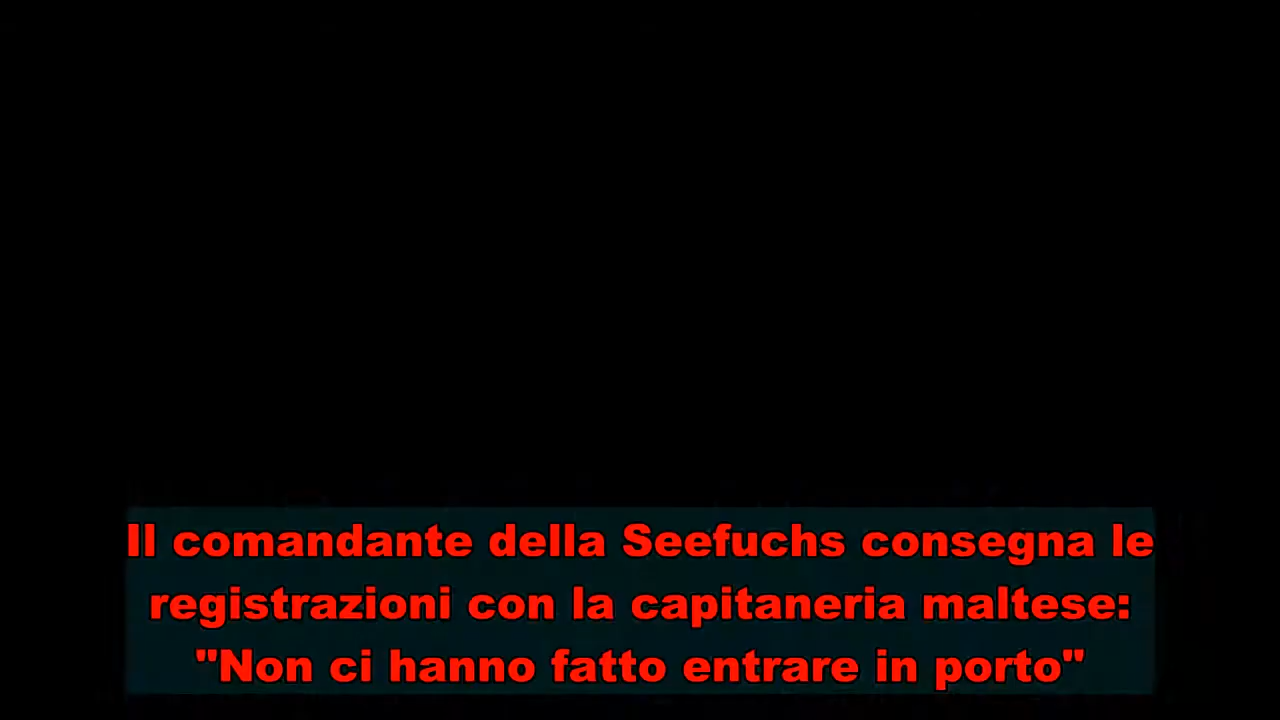 Il comandante della Seefuchs consegna le
registrazioni con la capitaneria maltese:
"Non ci hanno fatto entrare in porto"